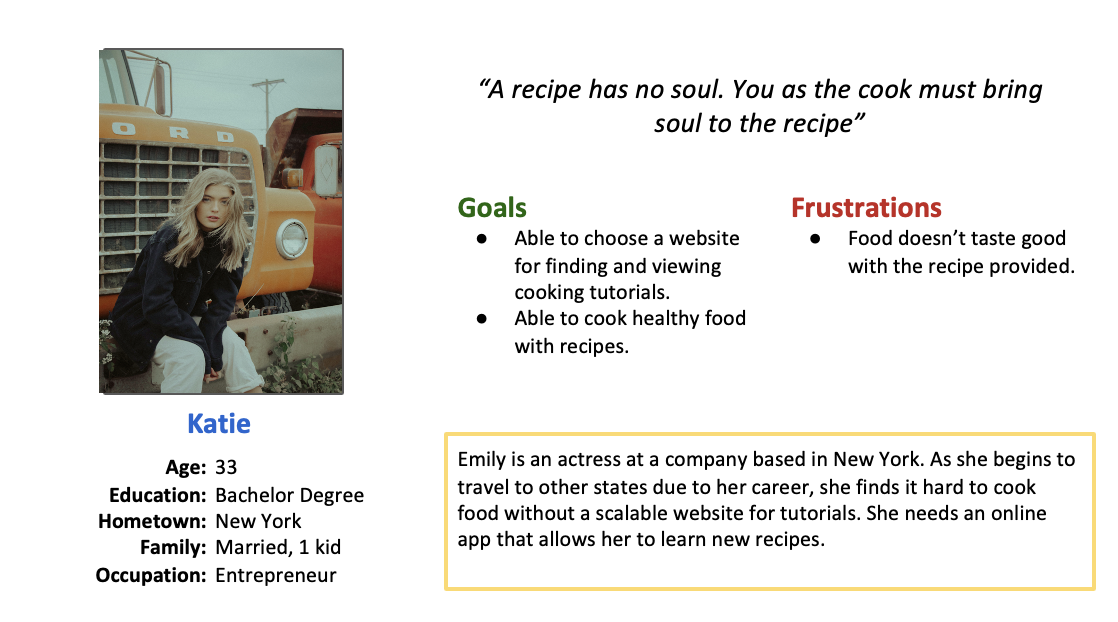 ORD
“A recipe has no soul. You as the cook must bring
soul to the recipe”
Goals
● Able to choose a website
for finding and viewing
cooking tutorials.
● Able to cook healthy food
with recipes.
Frustrations
● Food doesn’t taste good
with the recipe provided.
Katie
Age: 33
Education: Bachelor Degree
Hometown: New York
Family: Married, 1 kid
Occupation: Entrepreneur
Emily is an actress at a company based in New York. As she begins to
travel to other states due to her career, she finds it hard to cook
food without a scalable website for tutorials. She needs an online
app that allows her to learn new recipes.